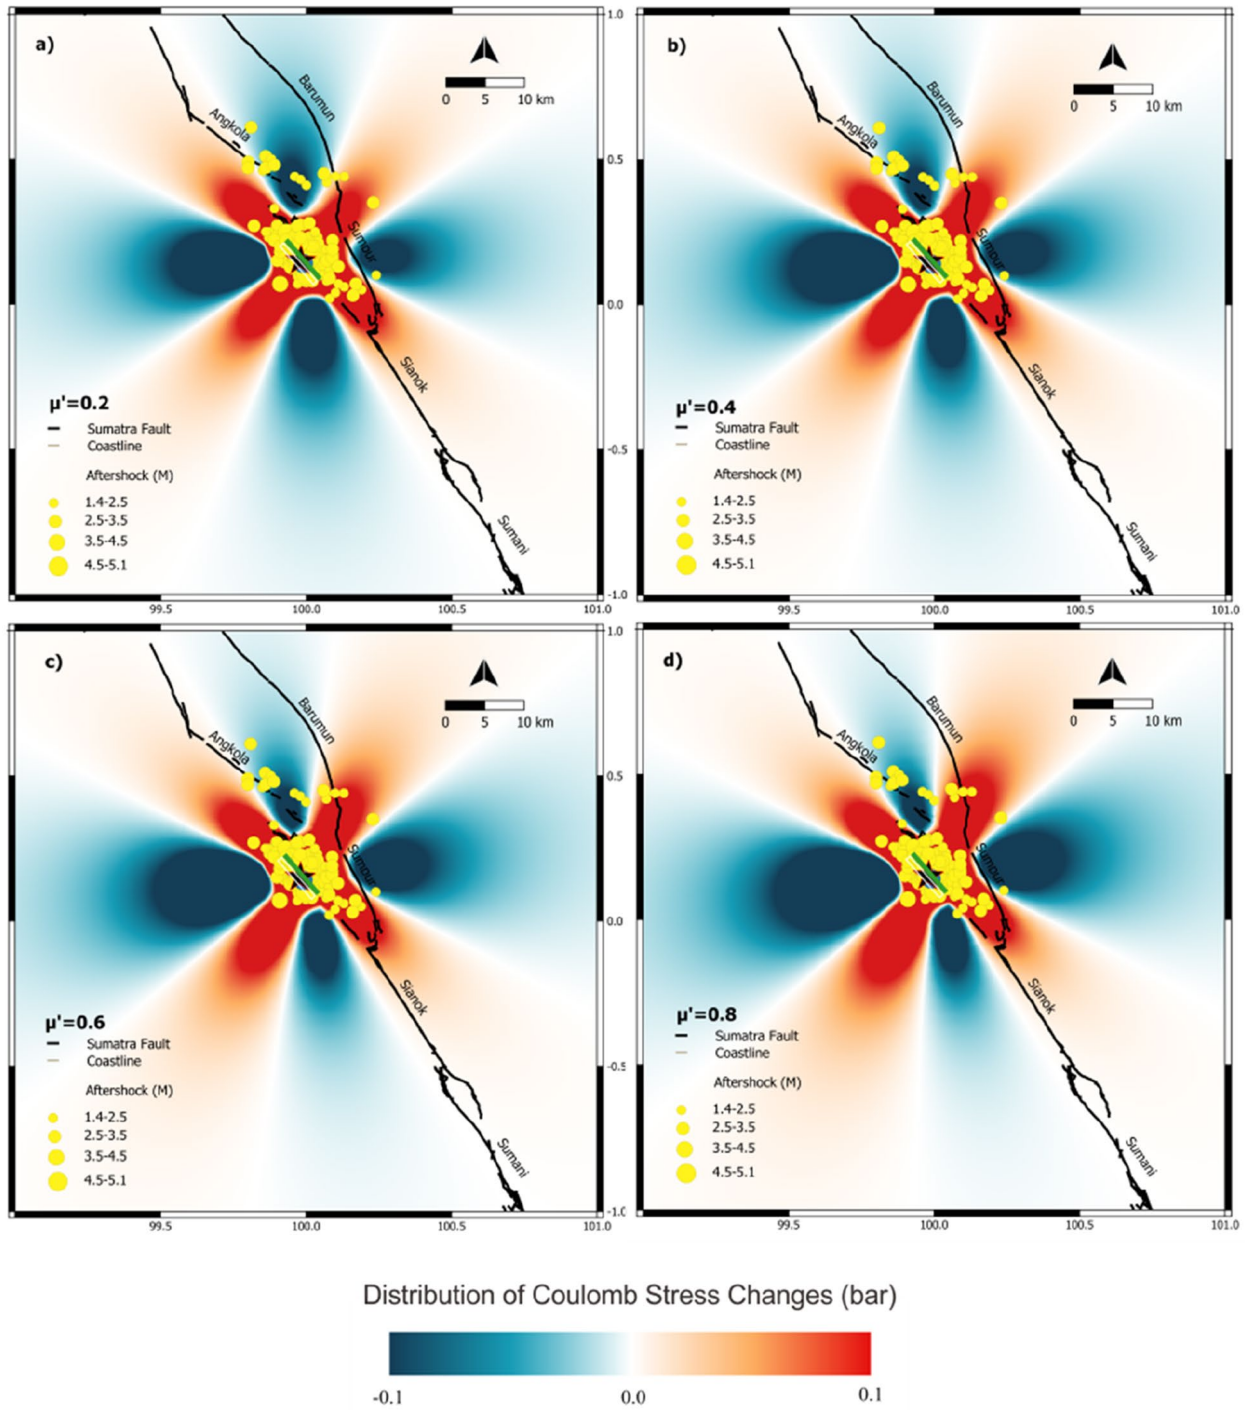 a)
Barumun
Angkola
Sumour
Sianok
Sumani
0 5 10 km
1.0
0.5
0.0
-0.5
-1.0
µ'=0.2
Sumatra Fault
Coastline
Aftershock (M)
1.4-2.5
2.5-3.5
3.5-4.5
4.5-5.1
99.5 100.0 100.5 101.0
b)
Barumun
Angkola
Sumour
Sianok
Sumani
0 5 10 km
µ'=0.4
Sumatra Fault
Coastline
Aftershock (M)
1.4-2.5
2.5-3.5
3.5-4.5
4.5-5.1
99.5 100.0 100.5 101.0
c)
Barumun
Angkola
Sumour
Sianok
Sumani
0 5 10 km
1.0
0.5
0.0
-0.5
-1.0
µ'=0.6
Sumatra Fault
Coastline
Aftershock (M)
1.4-2.5
2.5-3.5
3.5-4.5
4.5-5.1
99.5 100.0 100.5 101.0
d)
Barumun
Angkola
Sumour
Sianok
Sumani
0 5 10 km
µ'=0.8
Sumatra Fault
Coastline
Aftershock (M)
1.4-2.5
2.5-3.5
3.5-4.5
4.5-5.1
99.5 100.0 100.5 101.0
Distribution of Coulomb Stress Changes (bar)
-0.1 0.0 0.1